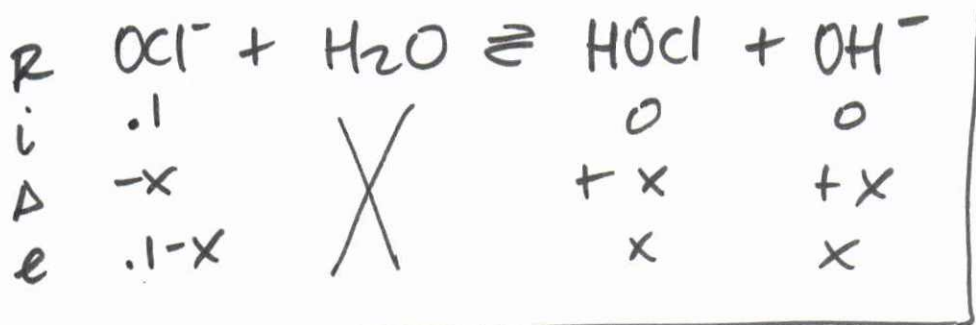 R OCl⁻ + H₂O ⇌ HOCl + OH⁻
i .1 0 0
Δ -x + x + x
e .1-x x x